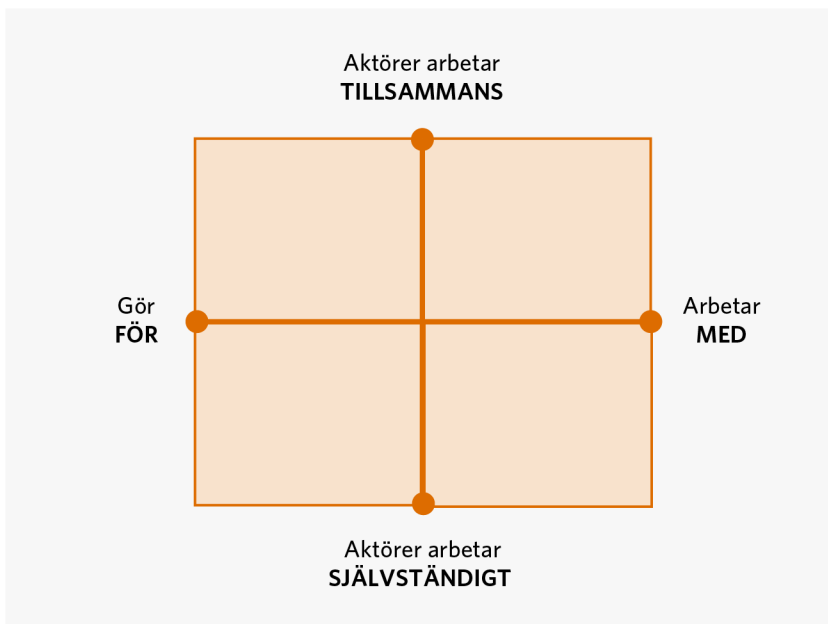 Aktörer arbetar
TILLSAMMANS
Gör
FÖR
Arbetar
MED
Aktörer arbetar
SJÄLVSTÄNDIGT